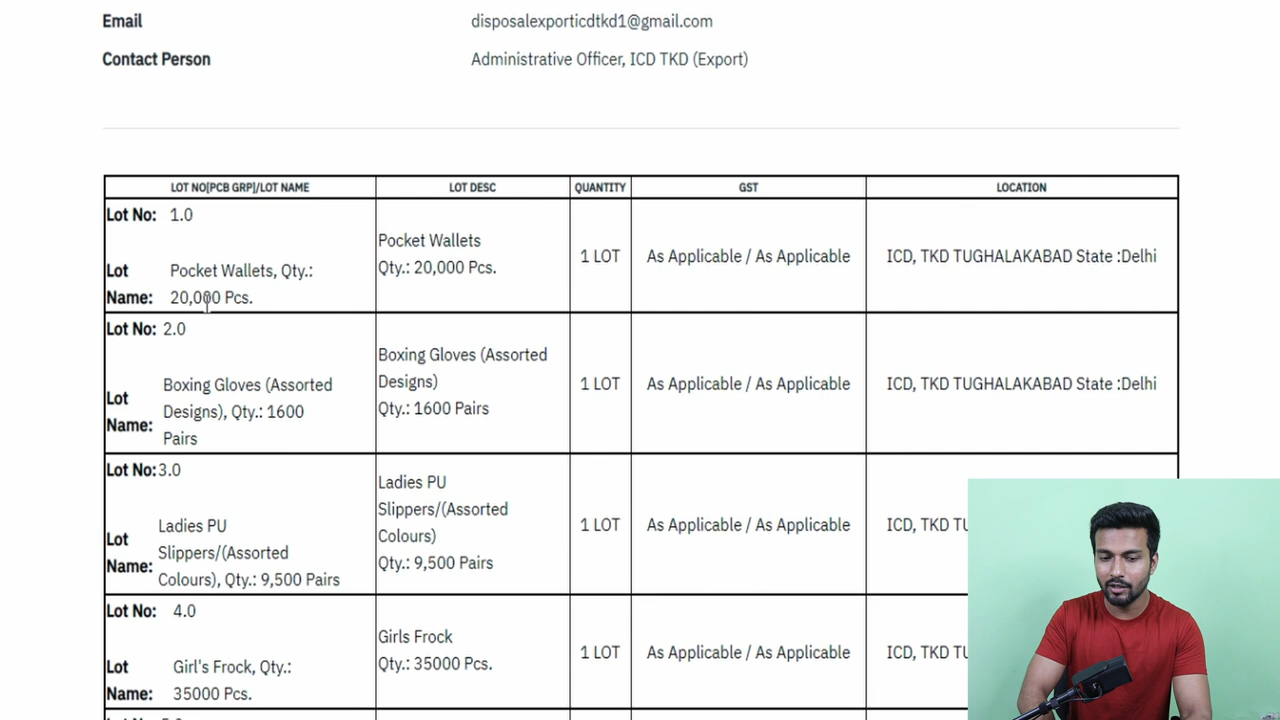 Email disposalexporticdtkd1@gmail.com
Contact Person Administrative Officer, ICD TKD (Export)
LOT NO[PCB GRP]/LOT NAME LOT DESC QUANTITY GST LOCATION
Lot No: 1.0
Lot Name: Pocket Wallets, Qty.:
20,000 Pcs.
Pocket Wallets
Qty.: 20,000 Pcs.
1 LOT
As Applicable / As Applicable
ICD, TKD TUGHALAKABAD State :Delhi
Lot No: 2.0
Lot Name: Boxing Gloves (Assorted
Designs), Qty.: 1600
Pairs
Boxing Gloves (Assorted
Designs)
Qty.: 1600 Pairs
1 LOT
As Applicable / As Applicable
ICD, TKD TUGHALAKABAD State :Delhi
Lot No: 3.0
Lot Name: Ladies PU
Slippers/(Assorted
Colours), Qty.: 9,500 Pairs
Ladies PU
Slippers/(Assorted
Colours)
Qty.: 9,500 Pairs
1 LOT
As Applicable / As Applicable
ICD, TKD
Lot No: 4.0
Lot Name: Girl's Frock, Qty.:
35000 Pcs.
Girls Frock
Qty.: 35000 Pcs.
1 LOT
As Applicable / As Applicable
ICD, TKD